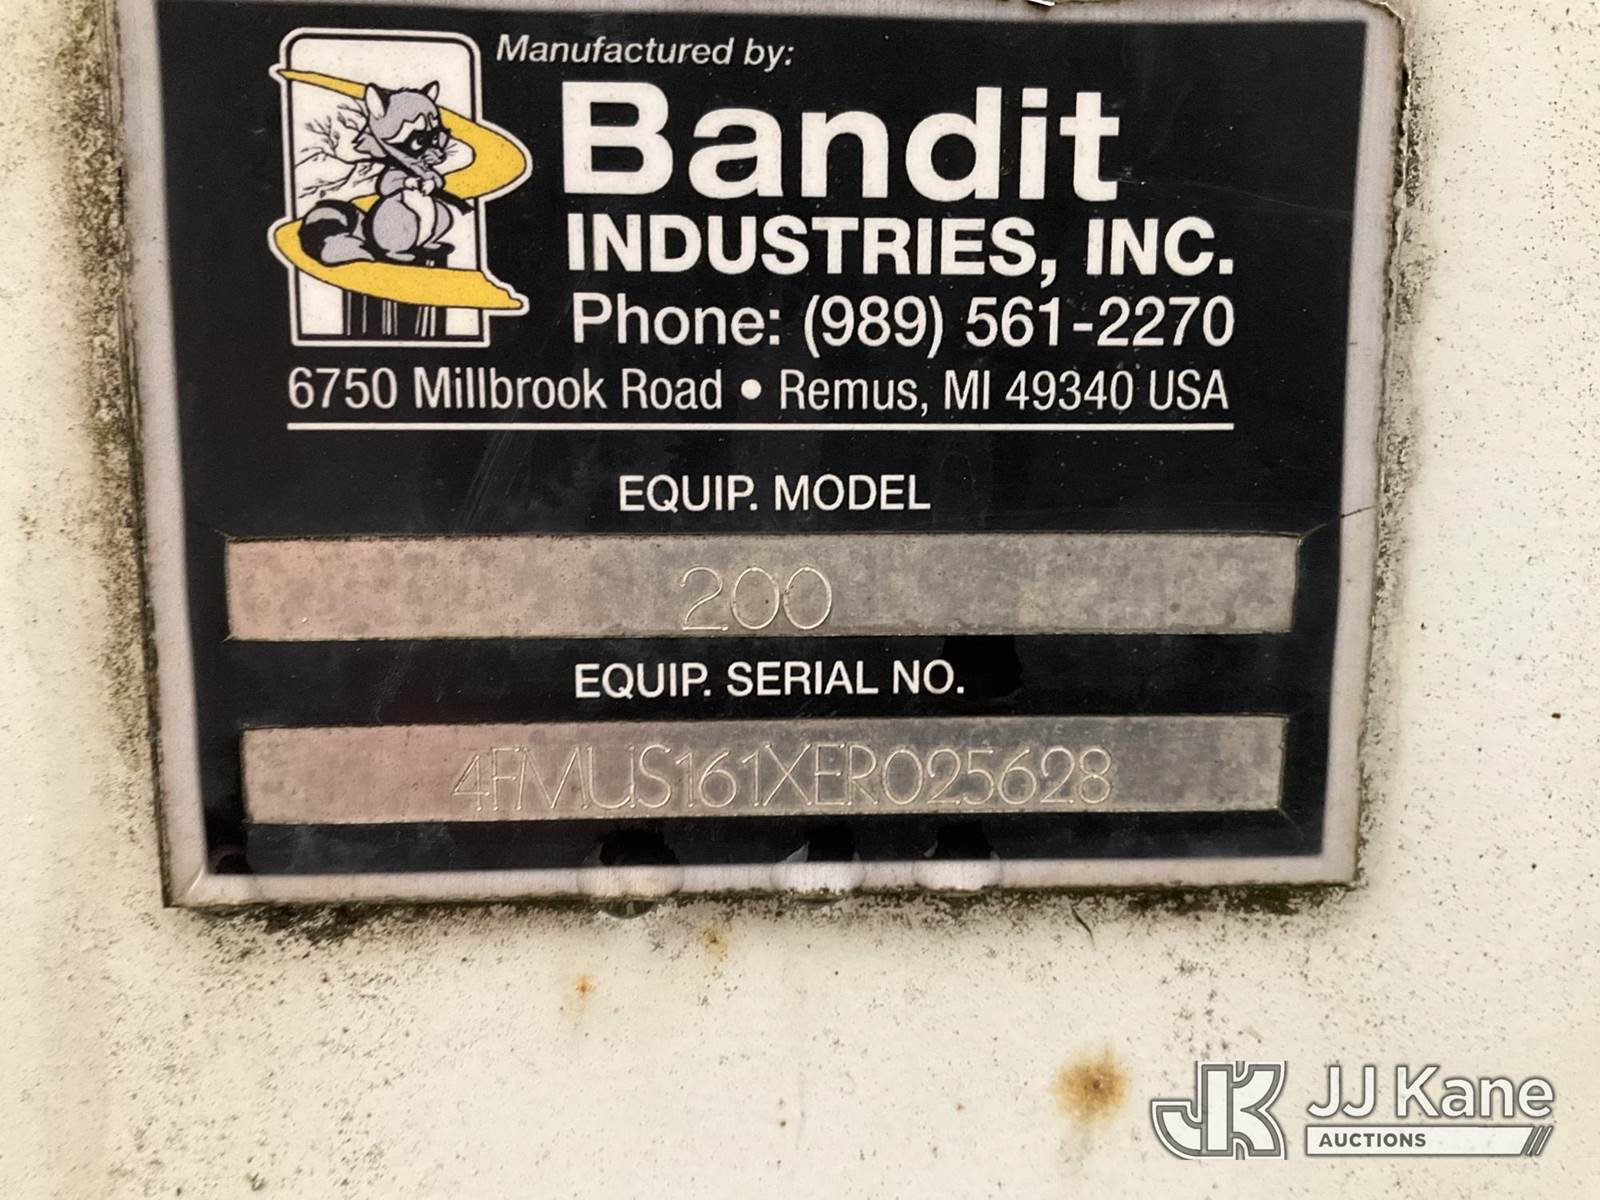 Manufactured by:
Bandit
INDUSTRIES, INC.
Phone: (989) 561-2270
6750 Millbrook Road • Remus, MI 49340 USA
EQUIP. MODEL
200
EQUIP. SERIAL NO.
4FMUS161XER025628
JK JJ Kane
AUCTIONS